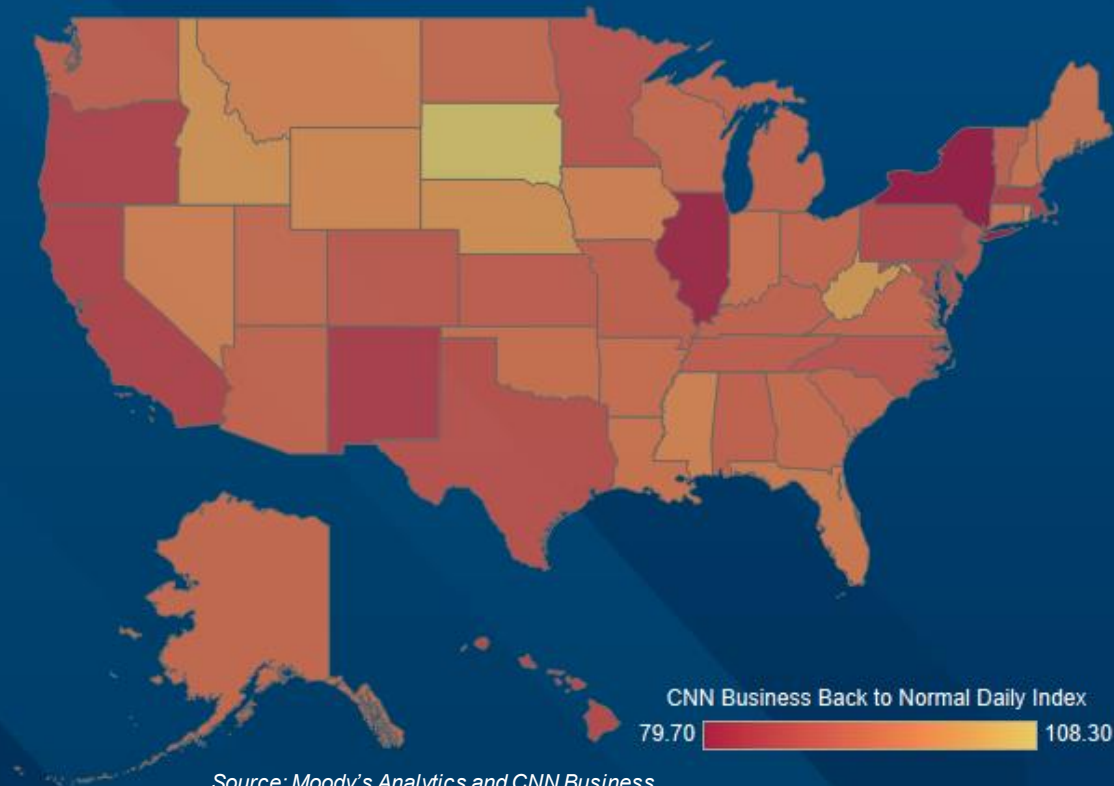 CNN Business Back to Normal Daily Index
79.70 108.30
Source: Moody's Analytics and CNN Business